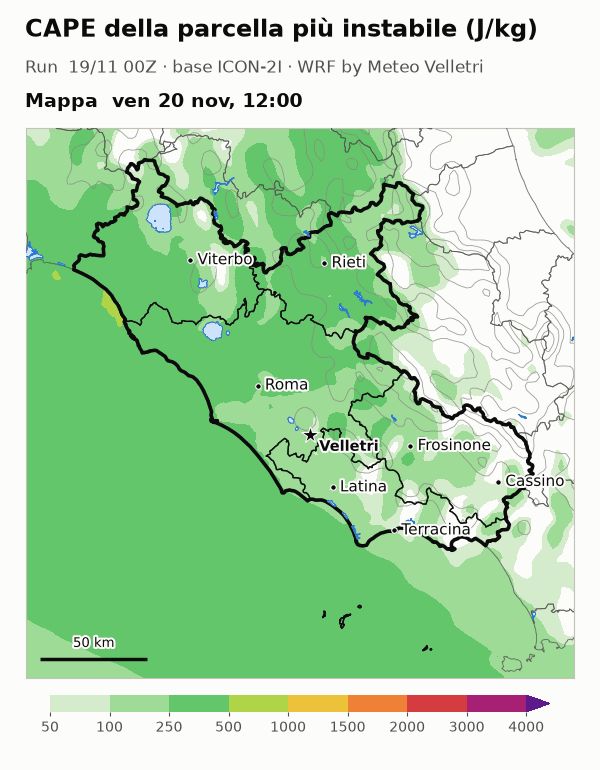 CAPE della parcella più instabile (J/kg)
Run 19/11 00Z · base ICON-2I · WRF by Meteo Velletri
Mappa ven 20 nov, 12:00
Viterbo
Rieti
Roma
Velletri
Frosinone
Latina
Cassino
Terracina
50 km
50 100 250 500 1000 1500 2000 3000 4000